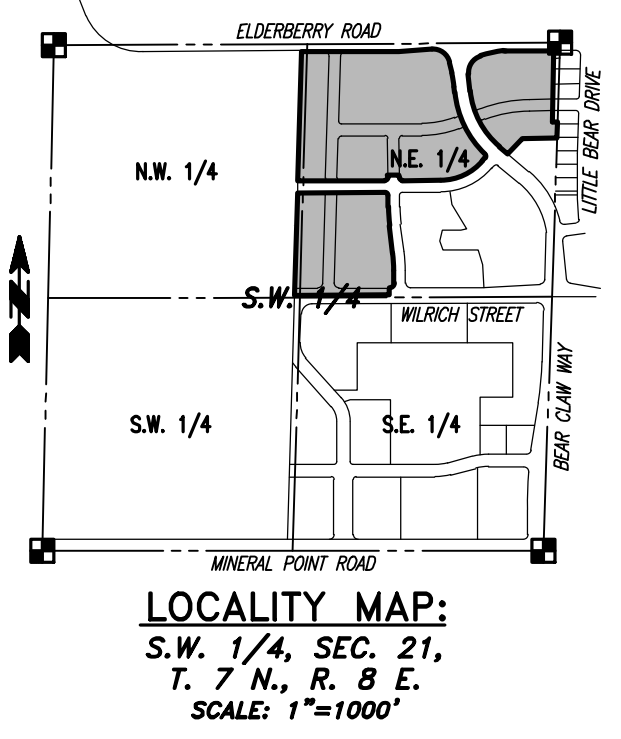 ELDERBERRY ROAD
LITTLE BEAR DRIVE
N.W. 1/4
N.E. 1/4
N
S.W. 1/4
WILRICH STREET
BEAR CLAW WAY
S.W. 1/4
S.E. 1/4
MINERAL POINT ROAD
LOCALITY MAP:
S.W. 1/4, SEC. 21,
T. 7 N., R. 8 E.
SCALE: 1"=1000'